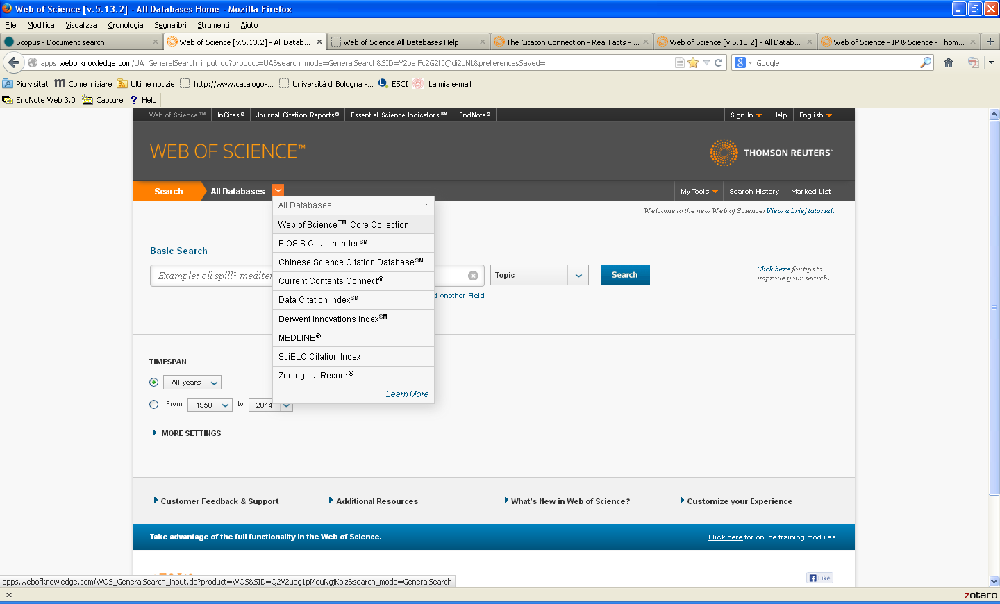 Web of Science [v.5.13.2] - All Databases Home - Mozilla Firefox
File Modifica Visualizza Cronologia Segnalibri Strumenti Aiuto
Scopus - Document search
Web of Science [v.5.13.2] - All Datab...
Web of Science All Databases Help
The Citaton Connection - Real Facts - ...
Web of Science [v.5.13.2] - All Datab...
Web of Science - IP & Science - Thom...
apps.webofknowledge.com/UA_GeneralSearch_input.do?product=UA&search_mode=GeneralSearch&SID=Y2pajFc2G2fJ@di2bNL&preferencesSaved=
Google
Più visitati Come iniziare Ultime notizie http://www.catalogo-... Università di Bologna -... ESCI La mia e-mail
EndNote Web 3.0 Capture Help
Web of Science™ InCites® Journal Citation Reports® Essential Science Indicators℠ EndNote® Sign In Help English
WEB OF SCIENCE™
THOMSON REUTERS®
Search All Databases My Tools Search History Marked List
All Databases
Web of Science™ Core Collection
BIOSIS Citation Index℠
Chinese Science Citation Database℠
Current Contents Connect®
Data Citation Index℠
Derwent Innovations Index℠
MEDLINE®
SciELO Citation Index
Zoological Record®
Learn More
Welcome to the new Web of Science! View a brief tutorial.
Basic Search
Example: oil spill* mediter
Topic
Search
Click here for tips to
improve your search.
d Another Field
TIMESPAN
All years
From 1950 to 2014
MORE SETTINGS
Customer Feedback & Support Additional Resources What's New in Web of Science? Customize your Experience
Take advantage of the full functionality in the Web of Science. Click here for online training modules.
Like
apps.webofknowledge.com/WOS_GeneralSearch_input.do?product=WOS&SID=Q2V2upg1pMquNgjKpiz&search_mode=GeneralSearch
x
zotero